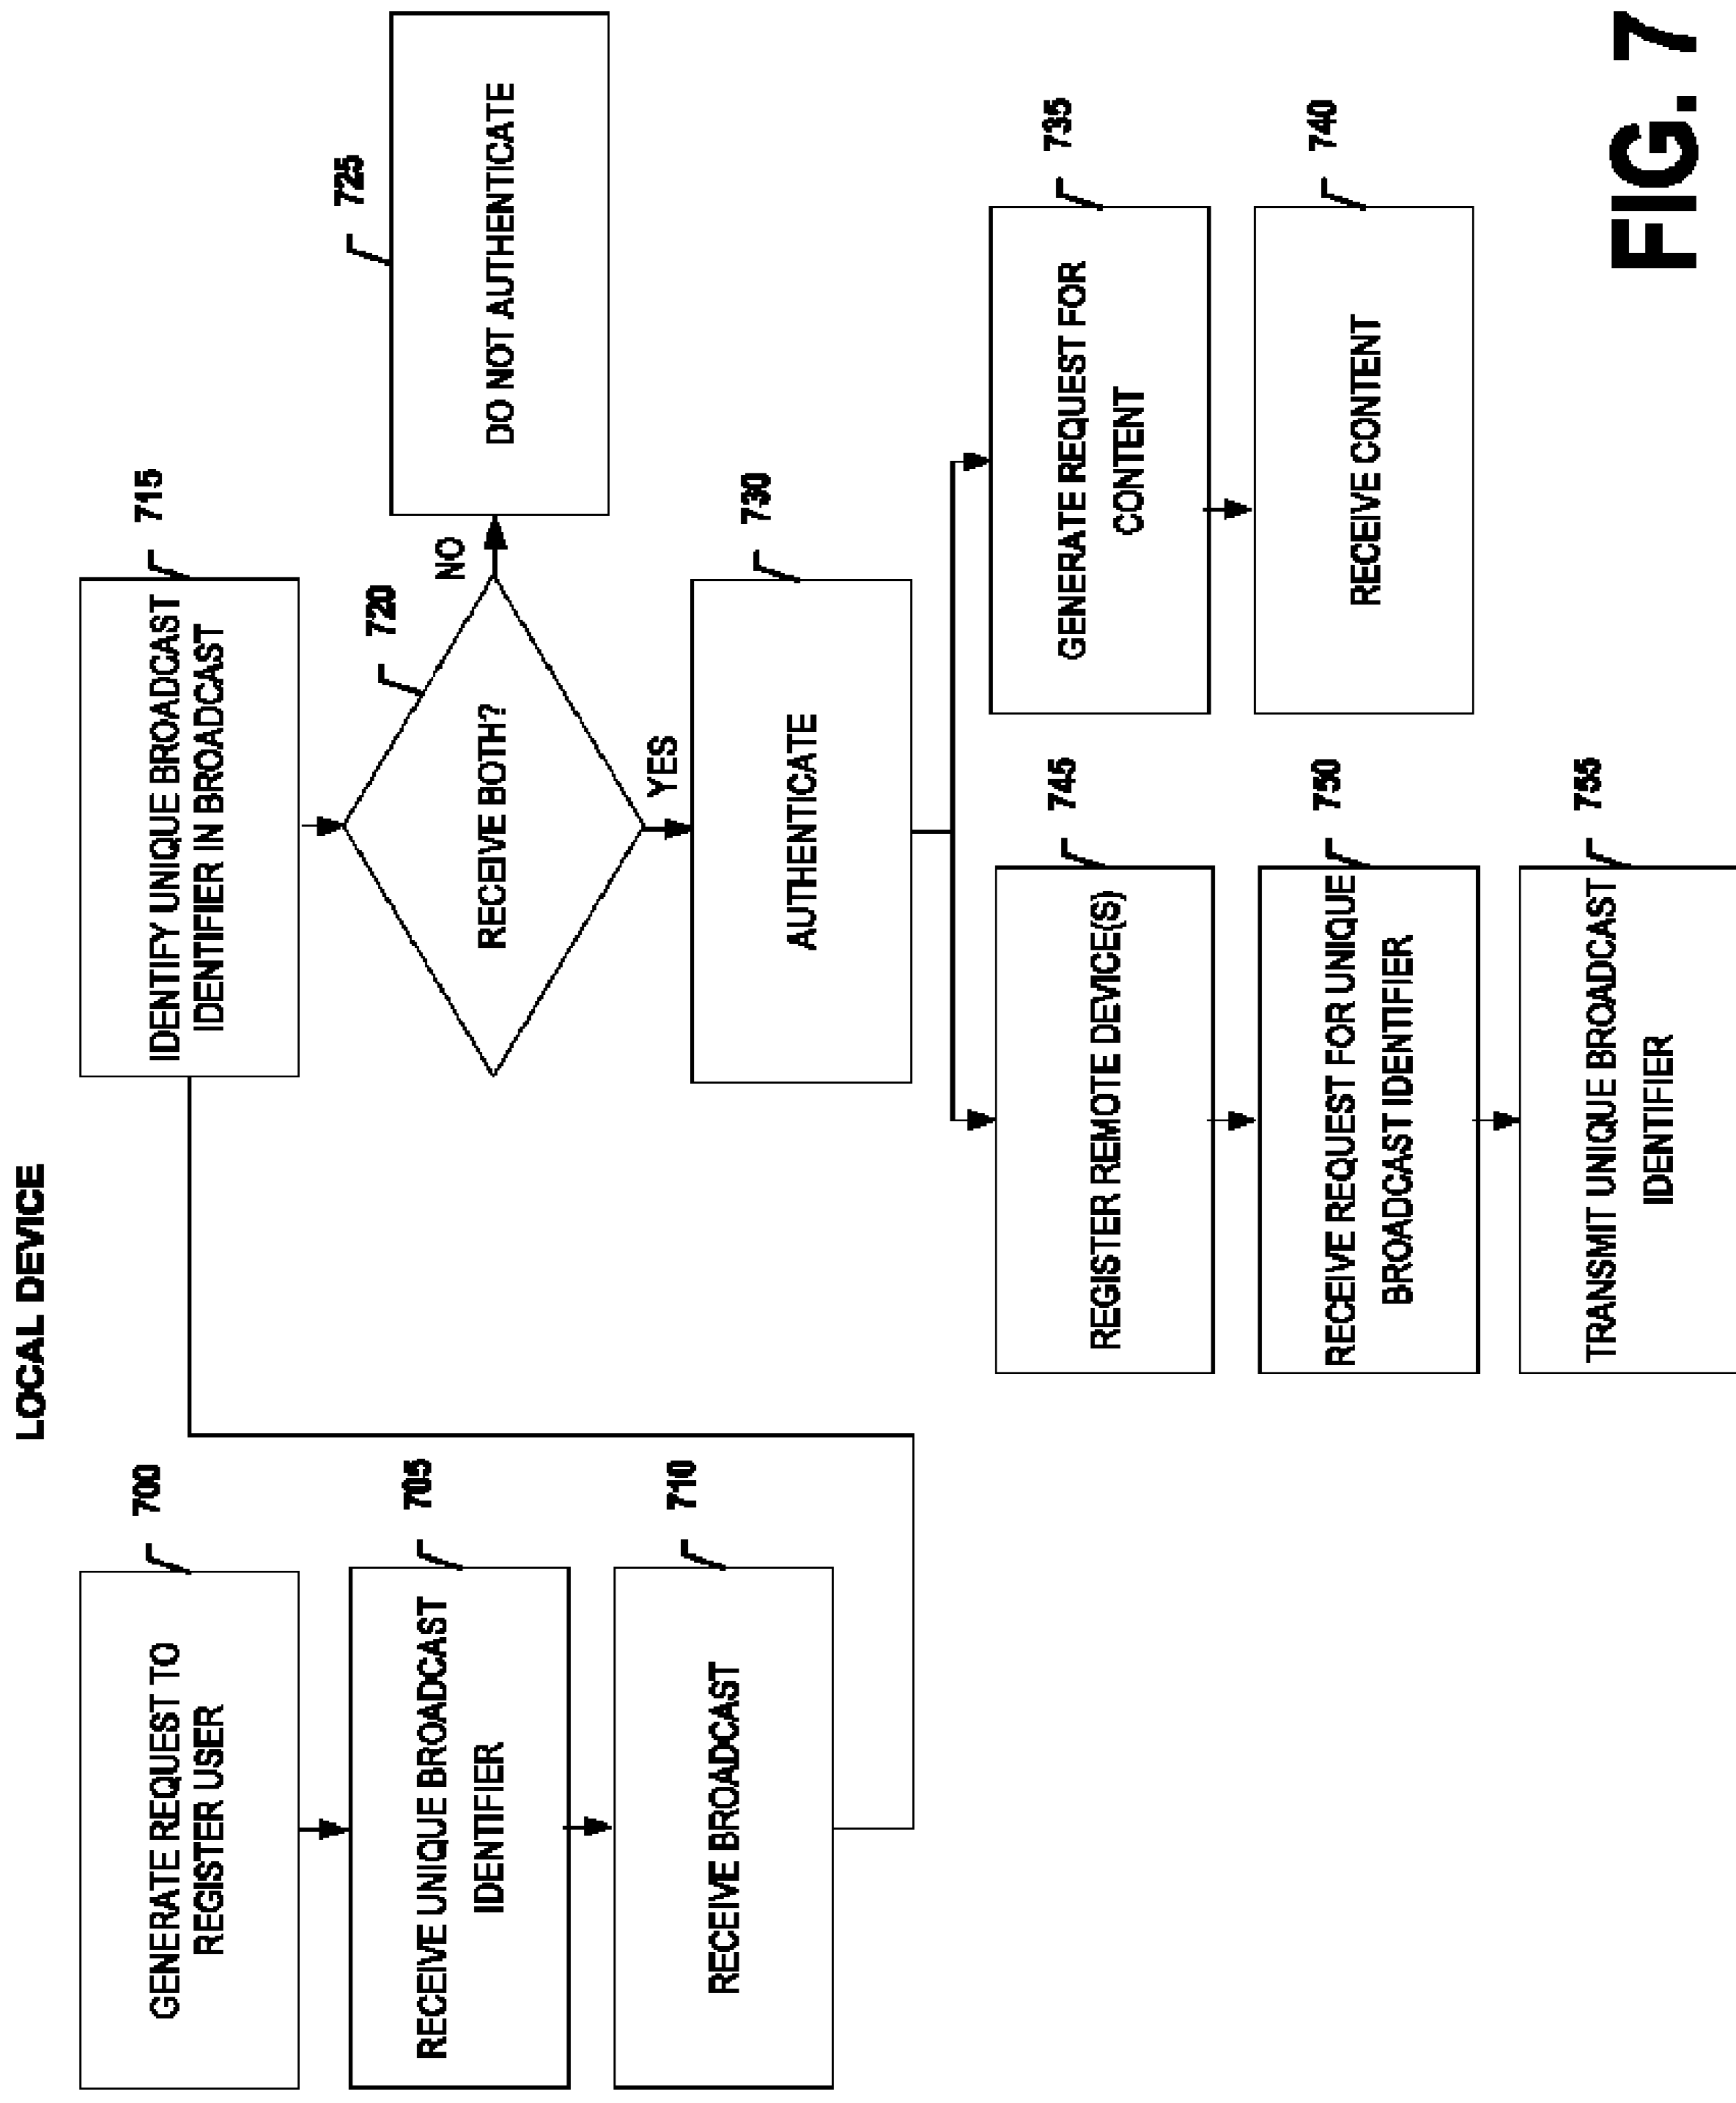 LOCAL DEVICE
700
GENERATE REQUEST TO
REGISTER USER
705
RECEIVE UNIQUE BROADCAST
IDENTIFIER
710
RECEIVE BROADCAST
715
IDENTIFY UNIQUE BROADCAST
IDENTIFIER IN BROADCAST
720
RECEIVE BOTH?
NO
725
DO NOT AUTHENTICATE
YES
730
AUTHENTICATE
735
GENERATE REQUEST FOR
CONTENT
740
RECEIVE CONTENT
745
REGISTER REMOTE DEVICE(S)
750
RECEIVE REQUEST FOR UNIQUE
BROADCAST IDENTIFIER
755
TRANSMIT UNIQUE BROADCAST
IDENTIFIER
FIG. 7